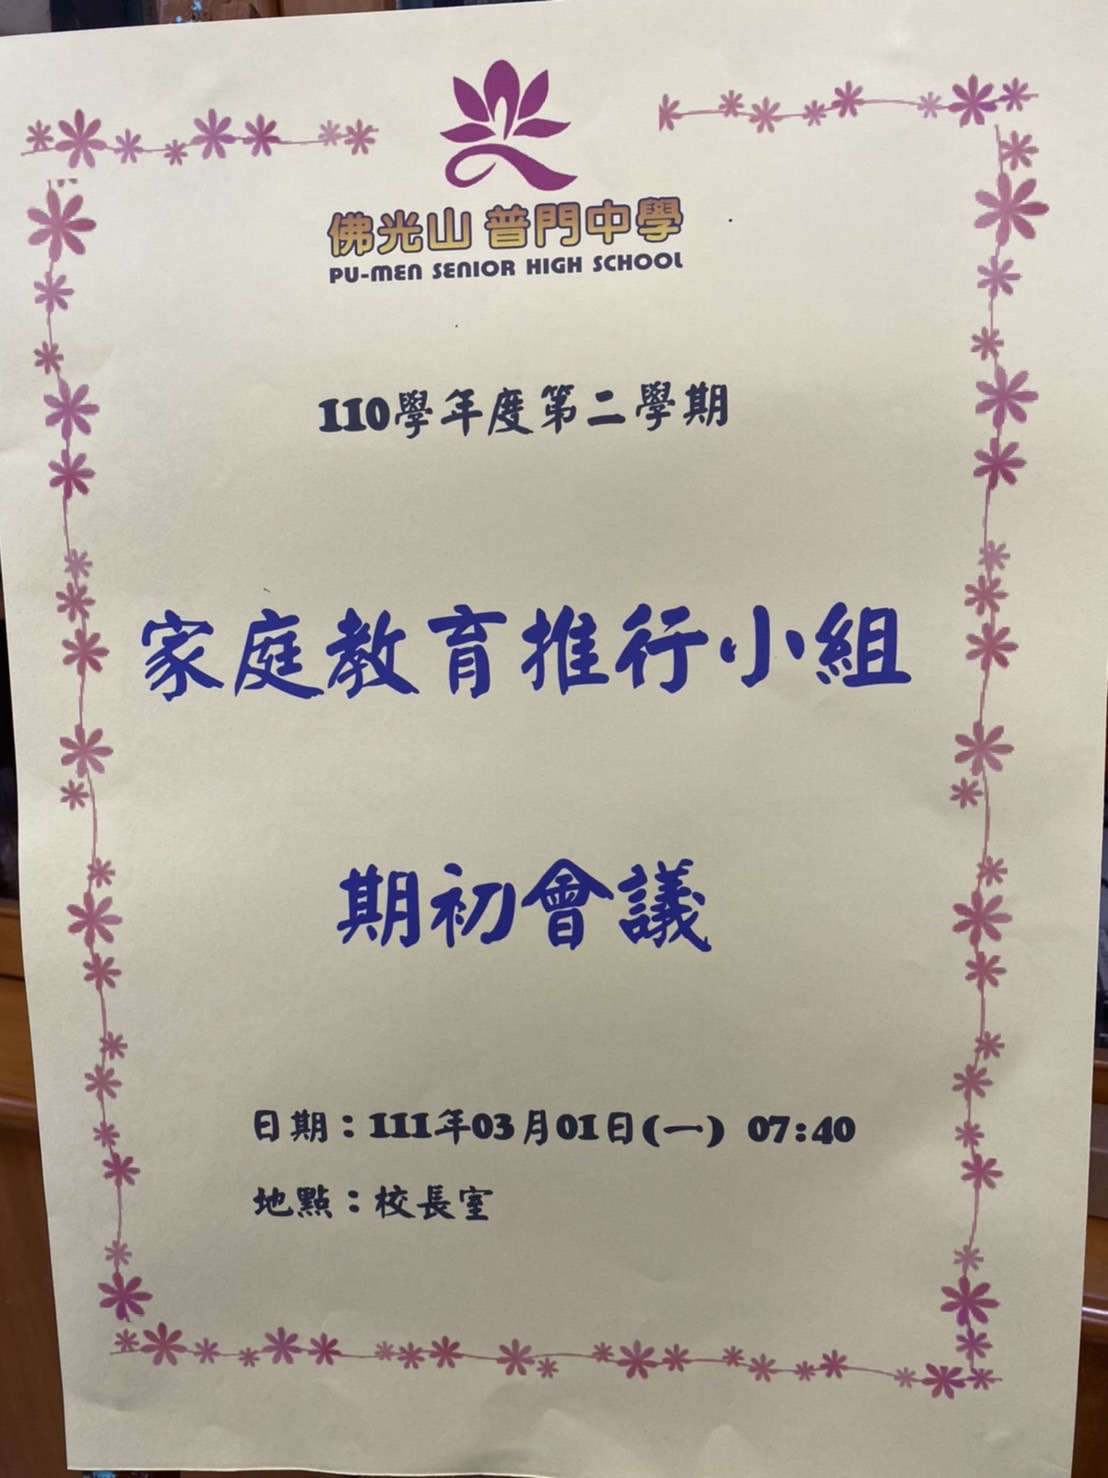 佛光山 普門中學
PU-MEN SENIOR HIGH SCHOOL
110學年度第二學期
家庭教育推行小組
期初會議
日期：111年03月01日(一) 07:40
地點：校長室